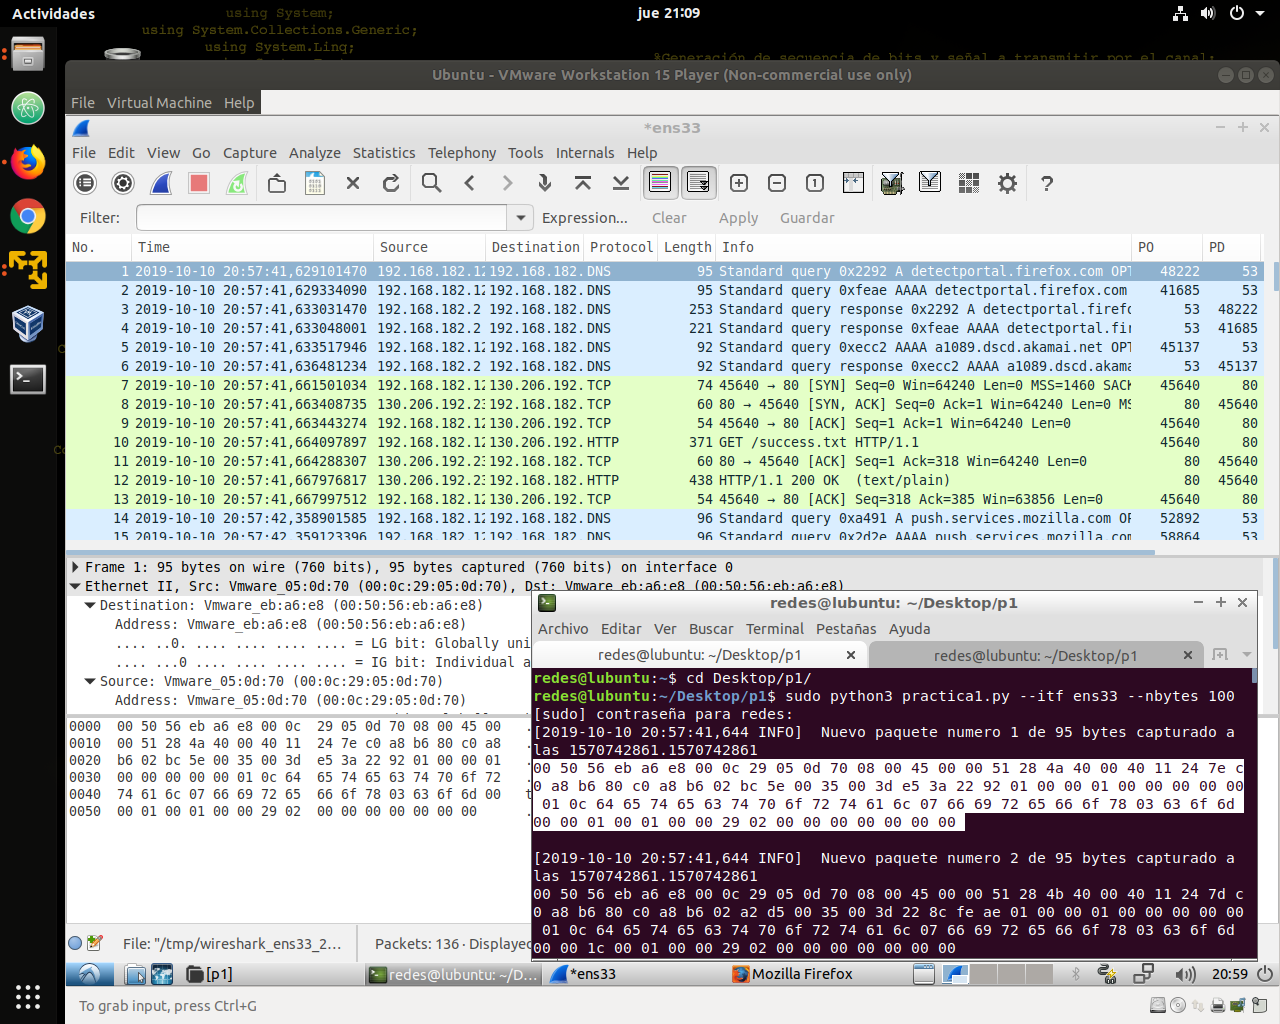 Actividades
jue 21:09
using System;
using System.Collections.Generic;
using System.Linq;
%Generación de secuencia de bits y señal a transmitir por el canal;
Ubuntu - VMware Workstation 15 Player (Non-commercial use only)
File Virtual Machine Help
*ens33
File Edit View Go Capture Analyze Statistics Telephony Tools Internals Help
Filter: Expression... Clear Apply Guardar
No. Time Source Destination Protocol Length Info PO PD
1 2019-10-10 20:57:41,629101470 192.168.182.12 192.168.182. DNS 95 Standard query 0x2292 A detectportal.firefox.com OPT 48222 53
2 2019-10-10 20:57:41,629334090 192.168.182.12 192.168.182. DNS 95 Standard query 0xfeae AAAA detectportal.firefox.com 41685 53
3 2019-10-10 20:57:41,633031470 192.168.182.2 192.168.182. DNS 253 Standard query response 0x2292 A detectportal.firefo 53 48222
4 2019-10-10 20:57:41,633048001 192.168.182.2 192.168.182. DNS 221 Standard query response 0xfeae AAAA detectportal.fir 53 41685
5 2019-10-10 20:57:41,633517946 192.168.182.12 192.168.182. DNS 92 Standard query 0xecc2 AAAA a1089.dscd.akamai.net OPT 45137 53
6 2019-10-10 20:57:41,636481234 192.168.182.2 192.168.182. DNS 92 Standard query response 0xecc2 AAAA a1089.dscd.akama 53 45137
7 2019-10-10 20:57:41,661501034 192.168.182.12 130.206.192. TCP 74 45640 → 80 [SYN] Seq=0 Win=64240 Len=0 MSS=1460 SACK 45640 80
8 2019-10-10 20:57:41,663408735 130.206.192.23 192.168.182. TCP 60 80 → 45640 [SYN, ACK] Seq=0 Ack=1 Win=64240 Len=0 MS 80 45640
9 2019-10-10 20:57:41,663443274 192.168.182.12 130.206.192. TCP 54 45640 → 80 [ACK] Seq=1 Ack=1 Win=64240 Len=0 45640 80
10 2019-10-10 20:57:41,664097897 192.168.182.12 130.206.192. HTTP 371 GET /success.txt HTTP/1.1 45640 80
11 2019-10-10 20:57:41,664288307 130.206.192.23 192.168.182. TCP 60 80 → 45640 [ACK] Seq=1 Ack=318 Win=64240 Len=0 80 45640
12 2019-10-10 20:57:41,667976817 130.206.192.23 192.168.182. HTTP 438 HTTP/1.1 200 OK (text/plain) 80 45640
13 2019-10-10 20:57:41,667997512 192.168.182.12 130.206.192. TCP 54 45640 → 80 [ACK] Seq=318 Ack=385 Win=63856 Len=0 45640 80
14 2019-10-10 20:57:42,358901585 192.168.182.12 192.168.182. DNS 96 Standard query 0xa491 A push.services.mozilla.com OP 52892 53
15 2019-10-10 20:57:42,359123396 192.168.182.12 192.168.182. DNS 96 Standard query 0x2d2e AAAA push.services.mozilla.com 58864 53
Frame 1: 95 bytes on wire (760 bits), 95 bytes captured (760 bits) on interface 0
Ethernet II, Src: Vmware_05:0d:70 (00:0c:29:05:0d:70), Dst: Vmware_eb:a6:e8 (00:50:56:eb:a6:e8)
Destination: Vmware_eb:a6:e8 (00:50:56:eb:a6:e8)
Address: Vmware_eb:a6:e8 (00:50:56:eb:a6:e8)
.... ..0. .... .... .... .... = LG bit: Globally uni
.... ...0 .... .... .... .... = IG bit: Individual a
Source: Vmware_05:0d:70 (00:0c:29:05:0d:70)
Address: Vmware_05:0d:70 (00:0c:29:05:0d:70)
0000 00 50 56 eb a6 e8 00 0c 29 05 0d 70 08 00 45 00
0010 00 51 28 4a 40 00 40 11 24 7e c0 a8 b6 80 c0 a8
0020 b6 02 bc 5e 00 35 00 3d e5 3a 22 92 01 00 00 01
0030 00 00 00 00 00 01 0c 64 65 74 65 63 74 70 6f 72
0040 74 61 6c 07 66 69 72 65 66 6f 78 03 63 6f 6d 00 t
0050 00 01 00 01 00 00 29 02 00 00 00 00 00 00 00
redes@lubuntu: ~/Desktop/p1
Archivo Editar Ver Buscar Terminal Pestañas Ayuda
redes@lubuntu: ~/Desktop/p1 redes@lubuntu: ~/Desktop/p1
redes@lubuntu:~$ cd Desktop/p1/
redes@lubuntu:~/Desktop/p1$ sudo python3 practica1.py --itf ens33 --nbytes 100
[sudo] contraseña para redes:
[2019-10-10 20:57:41,644 INFO] Nuevo paquete numero 1 de 95 bytes capturado a
las 1570742861.1570742861
00 50 56 eb a6 e8 00 0c 29 05 0d 70 08 00 45 00 00 51 28 4a 40 00 40 11 24 7e c
0 a8 b6 80 c0 a8 b6 02 bc 5e 00 35 00 3d e5 3a 22 92 01 00 00 01 00 00 00 00 00
01 0c 64 65 74 65 63 74 70 6f 72 74 61 6c 07 66 69 72 65 66 6f 78 03 63 6f 6d
00 00 01 00 01 00 00 29 02 00 00 00 00 00 00 00
[2019-10-10 20:57:41,644 INFO] Nuevo paquete numero 2 de 95 bytes capturado a
las 1570742861.1570742861
00 50 56 eb a6 e8 00 0c 29 05 0d 70 08 00 45 00 00 51 28 4b 40 00 40 11 24 7d c
0 a8 b6 80 c0 a8 b6 02 a2 d5 00 35 00 3d 22 8c fe ae 01 00 00 01 00 00 00 00 00
01 0c 64 65 74 65 63 74 70 6f 72 74 61 6c 07 66 69 72 65 66 6f 78 03 63 6f 6d
00 00 1c 00 01 00 00 29 02 00 00 00 00 00 00 00
File: "/tmp/wireshark_ens33_2... Packets: 136 · Displayed
[p1] redes@lubuntu: ~/D... *ens33 Mozilla Firefox 20:59
To grab input, press Ctrl+G